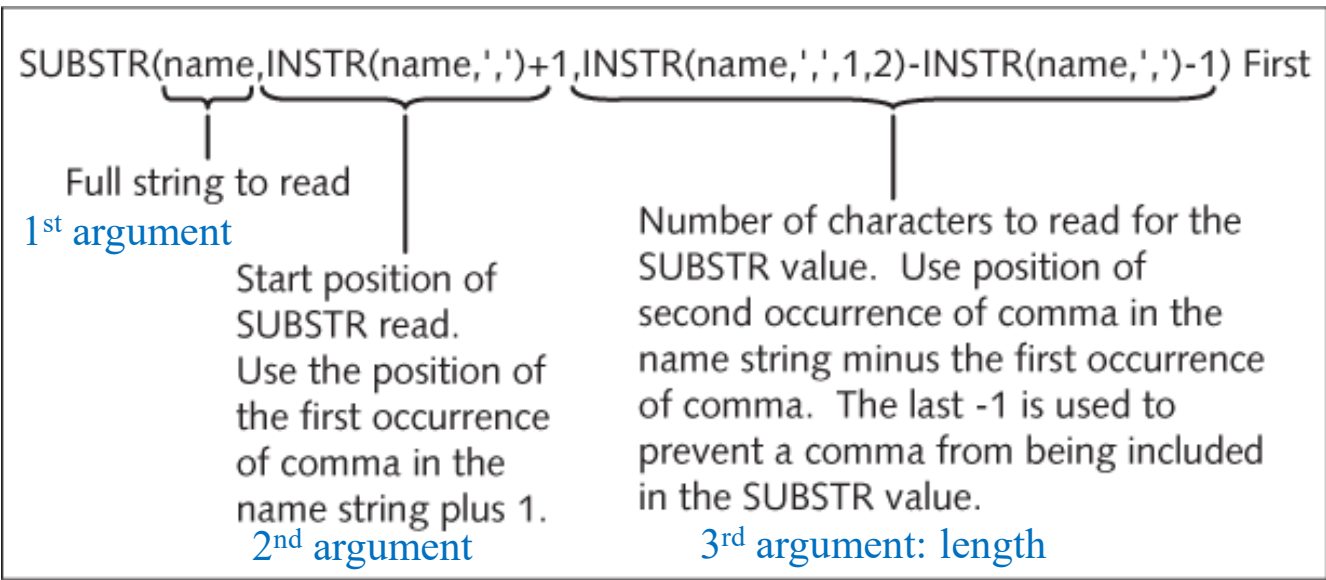 SUBSTR(name,INSTR(name,',')+1,INSTR(name,',',1,2)-INSTR(name,',')-1) First
Full string to read
1st argument
Start position of
SUBSTR read.
Use the position of
the first occurrence
of comma in the
name string plus 1.
2nd argument
Number of characters to read for the
SUBSTR value.  Use position of
second occurrence of comma in the
name string minus the first occurrence
of comma.  The last -1 is used to
prevent a comma from being included
in the SUBSTR value.
3rd argument: length